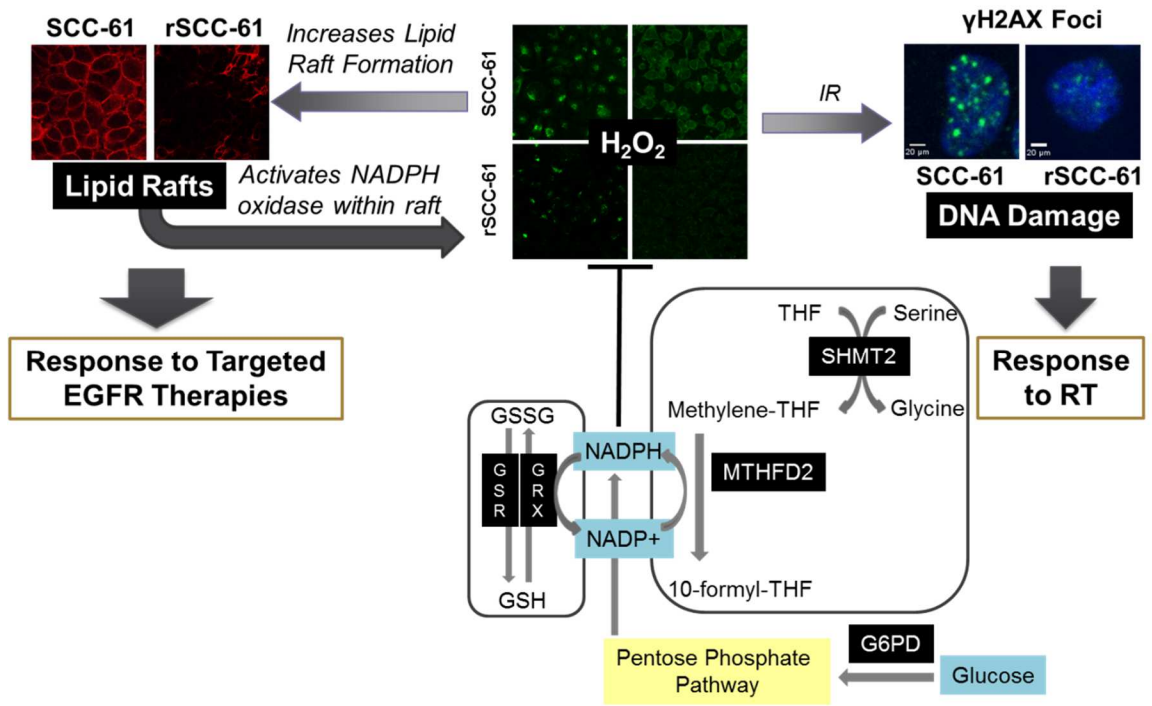 SCC-61
rSCC-61
Lipid Rafts
Increases Lipid
Raft Formation
Activates NADPH
oxidase within raft
SCC-61
rSCC-61
H₂O₂
IR
γH2AX Foci
20 µm
20 µm
SCC-61
rSCC-61
DNA Damage
Response to Targeted
EGFR Therapies
Response
to RT
THF
Serine
SHMT2
Methylene-THF
Glycine
MTHFD2
10-formyl-THF
GSSG
GSR
GRX
GSH
NADPH
NADP+
Pentose Phosphate
Pathway
G6PD
Glucose